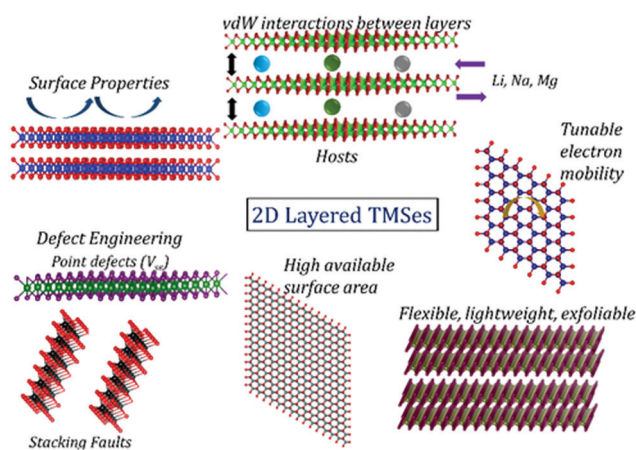 vdW interactions between layers
Surface Properties
Li, Na, Mg
Hosts
Tunable
electron
mobility
2D Layered TMSes
Defect Engineering
Point defects (V_Se)
High available
surface area
Flexible, lightweight, exfoliable
Stacking Faults